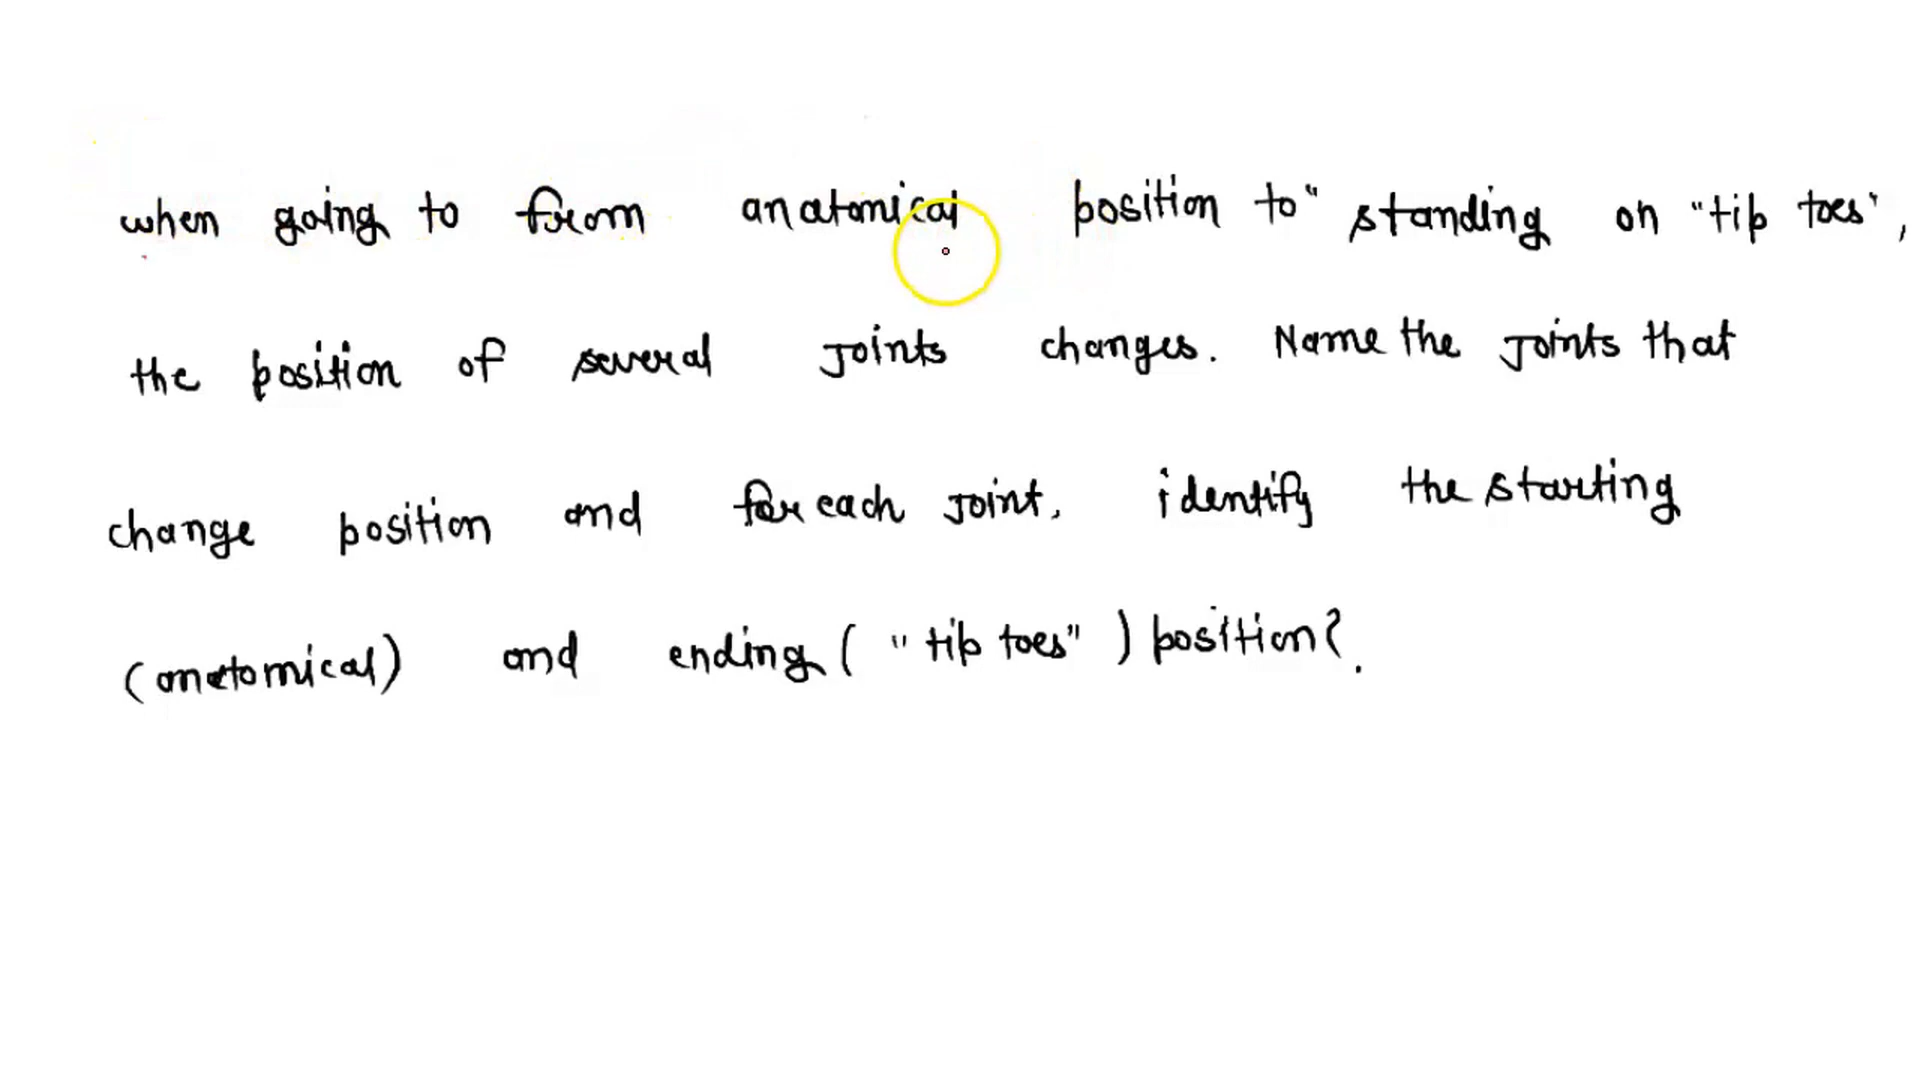 when going to from anatomical position to "standing on "tip toes",
the position of several joints changes. Name the joints that
change position and for each joint, identify the starting
(anatomical) and ending ("tip toes") position?.